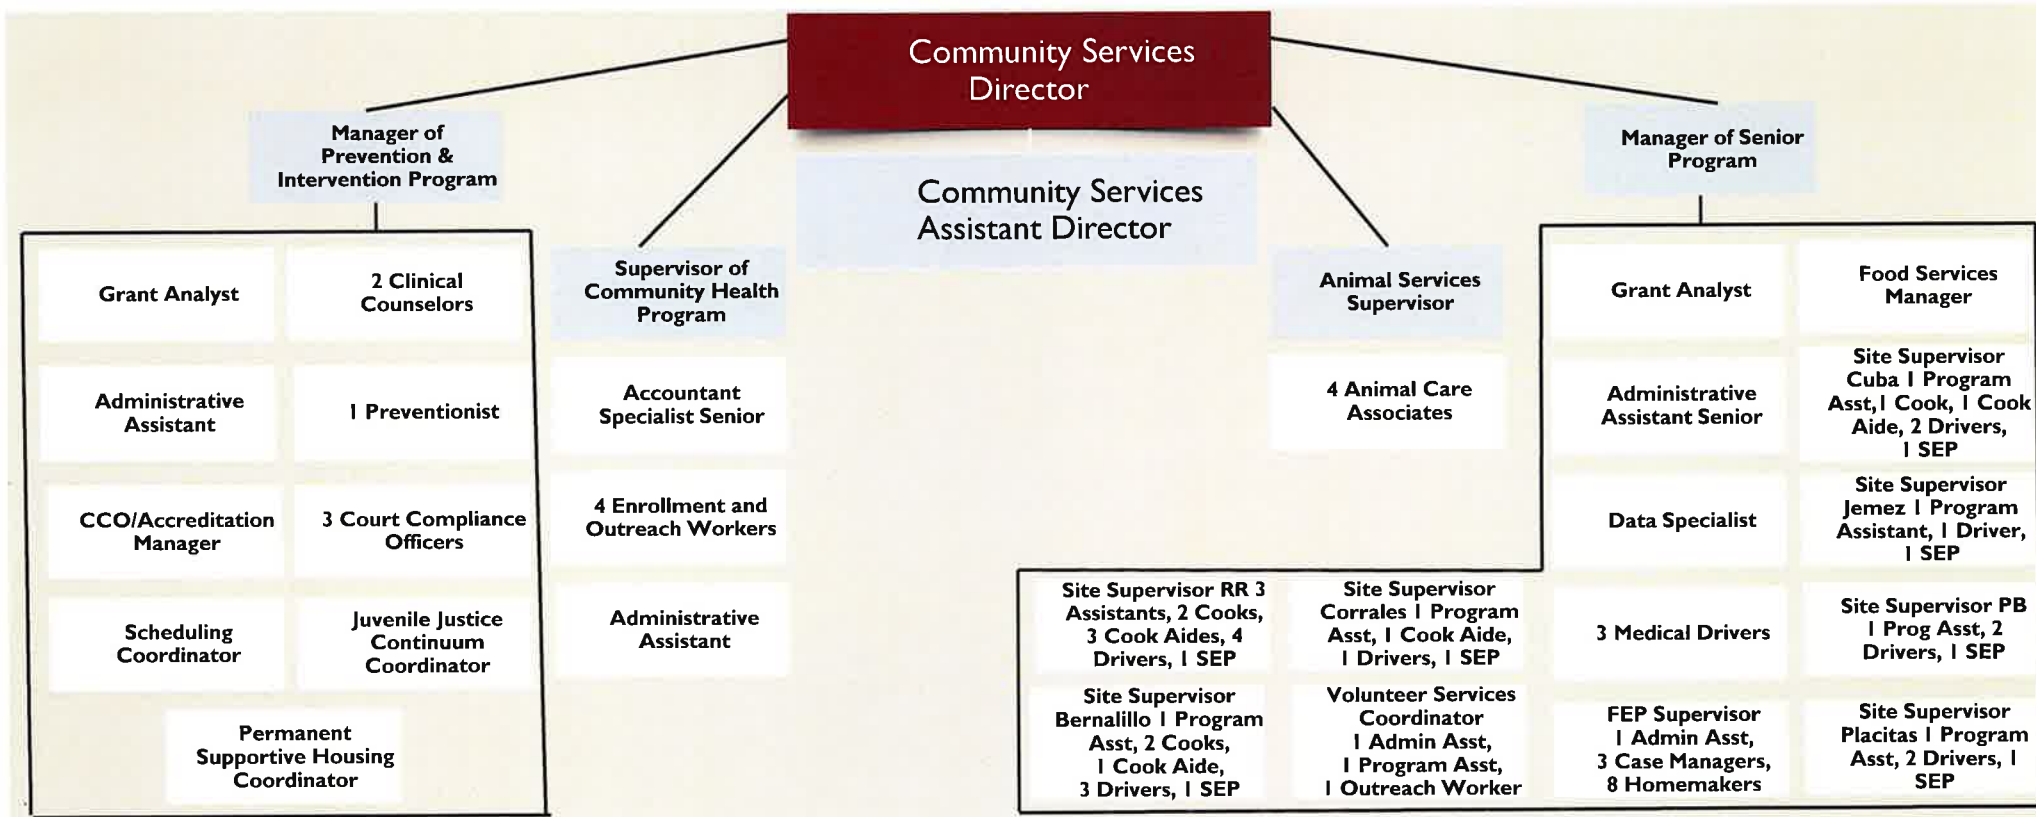 Community Services
Director
Community Services
Assistant Director
Manager of
Prevention &
Intervention Program
Grant Analyst
2 Clinical
Counselors
Administrative
Assistant
1 Preventionist
CCO/Accreditation
Manager
3 Court Compliance
Officers
Scheduling
Coordinator
Juvenile Justice
Continuum
Coordinator
Permanent
Supportive Housing
Coordinator
Supervisor of
Community Health
Program
Accountant
Specialist Senior
4 Enrollment and
Outreach Workers
Administrative
Assistant
Animal Services
Supervisor
4 Animal Care
Associates
Manager of Senior
Program
Grant Analyst
Food Services
Manager
Administrative
Assistant Senior
Site Supervisor
Cuba 1 Program
Asst,1 Cook, 1 Cook
Aide, 2 Drivers,
1 SEP
Data Specialist
Site Supervisor
Jemez 1 Program
Assistant, 1 Driver,
1 SEP
Site Supervisor RR 3
Assistants, 2 Cooks,
3 Cook Aides, 4
Drivers, 1 SEP
Site Supervisor
Corrales 1 Program
Asst, 1 Cook Aide,
1 Drivers, 1 SEP
3 Medical Drivers
Site Supervisor PB
1 Prog Asst, 2
Drivers, 1 SEP
Site Supervisor
Bernalillo 1 Program
Asst, 2 Cooks,
1 Cook Aide,
3 Drivers, 1 SEP
Volunteer Services
Coordinator
1 Admin Asst,
1 Program Asst,
1 Outreach Worker
FEP Supervisor
1 Admin Asst,
3 Case Managers,
8 Homemakers
Site Supervisor
Placitas 1 Program
Asst, 2 Drivers, 1
SEP